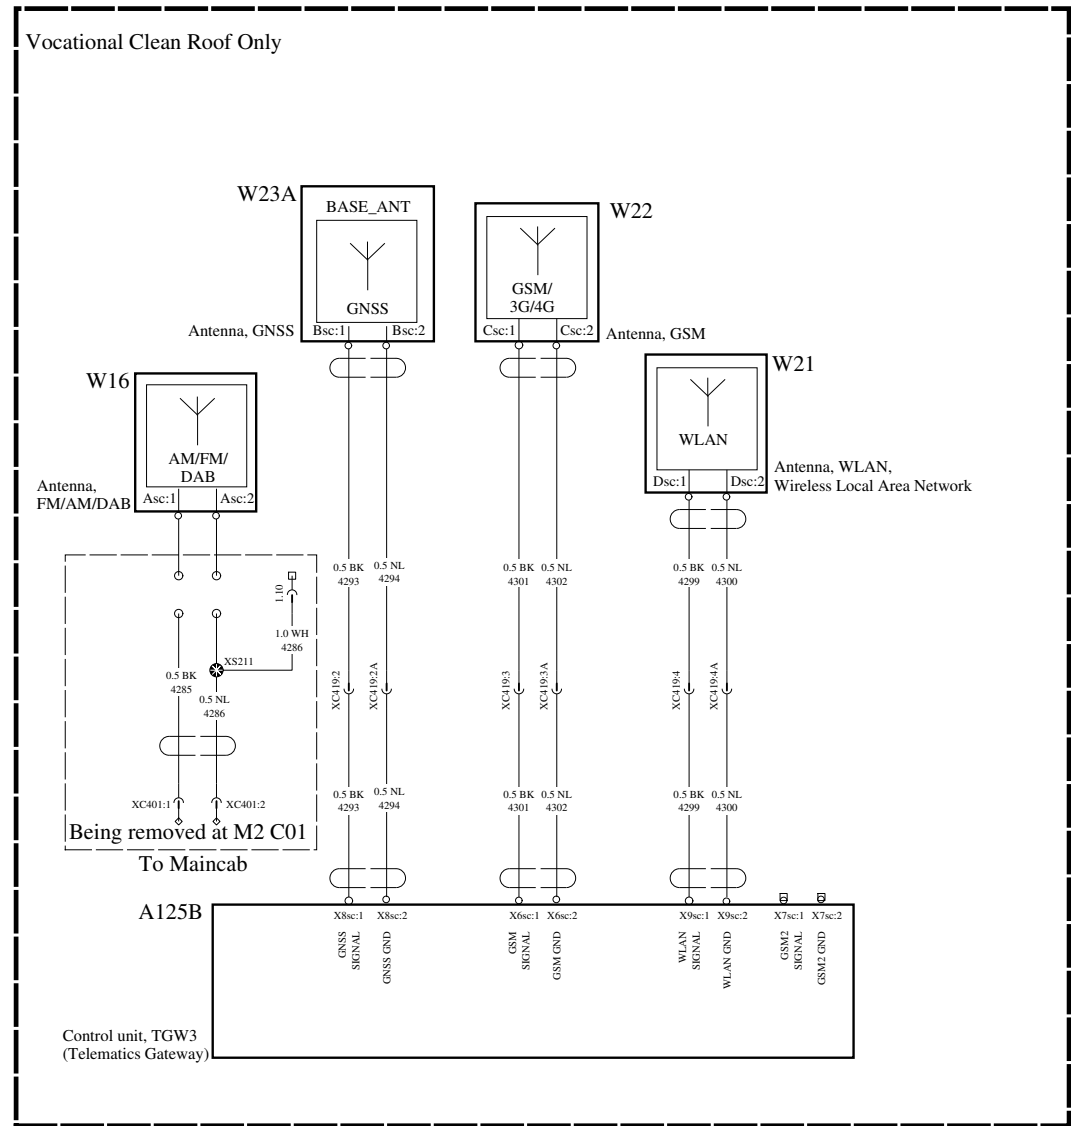 Vocational Clean Roof Only
W23A
BASE_ANT
GNSS
Bsc:1
Bsc:2
Antenna, GNSS
W22
GSM/
3G/4G
Csc:1
Csc:2
Antenna, GSM
W21
WLAN
Dsc:1
Dsc:2
Antenna, WLAN,
Wireless Local Area Network
W16
AM/FM/
DAB
Asc:1
Asc:2
Antenna,
FM/AM/DAB
0.5 BK
4293
0.5 NL
4294
0.5 BK
4301
0.5 NL
4302
0.5 BK
4299
0.5 NL
4300
1.10
1.0 WH
4286
XS211
0.5 BK
4285
0.5 NL
4286
XC419:2
XC419:2A
XC419:3
XC419:3A
XC419:4
XC419:4A
0.5 BK
4293
0.5 NL
4294
0.5 BK
4301
0.5 NL
4302
0.5 BK
4299
0.5 NL
4300
XC401:1
XC401:2
Being removed at M2 C01
To Maincab
A125B
X8sc:1
X8sc:2
X6sc:1
X6sc:2
X9sc:1
X9sc:2
X7sc:1
X7sc:2
GNSS
SIGNAL
GNSS GND
GSM
SIGNAL
GSM GND
WLAN
SIGNAL
WLAN GND
GSM2
SIGNAL
GSM2 GND
Control unit, TGW3
(Telematics Gateway)